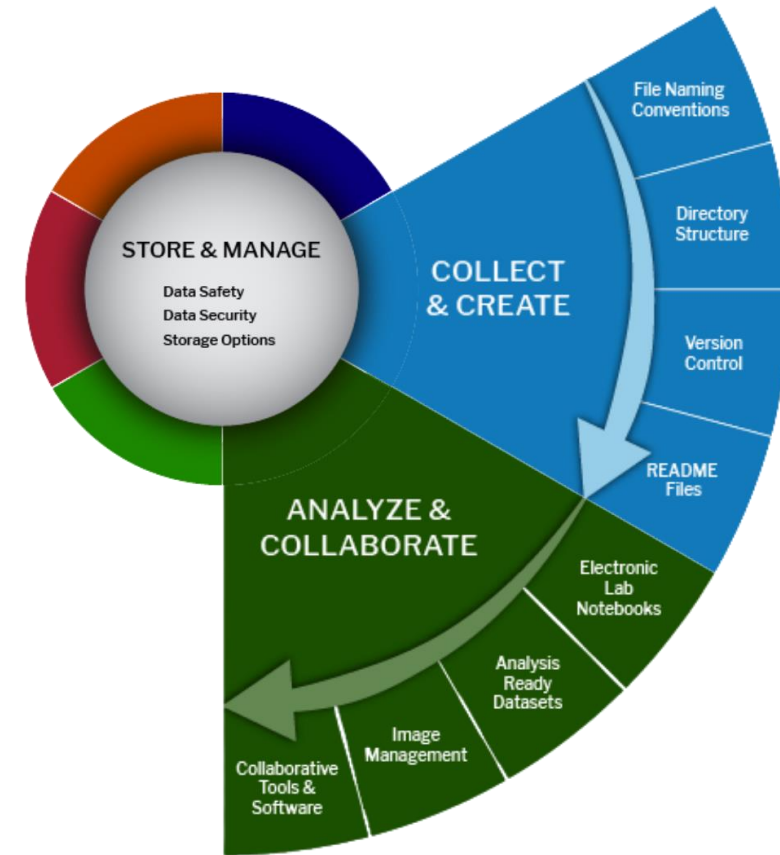 STORE & MANAGE
Data Safety
Data Security
Storage Options
COLLECT
& CREATE
File Naming
Conventions
Directory
Structure
Version
Control
README
Files
ANALYZE &
COLLABORATE
Electronic
Lab
Notebooks
Analysis
Ready
Datasets
Image
Management
Collaborative
Tools &
Software